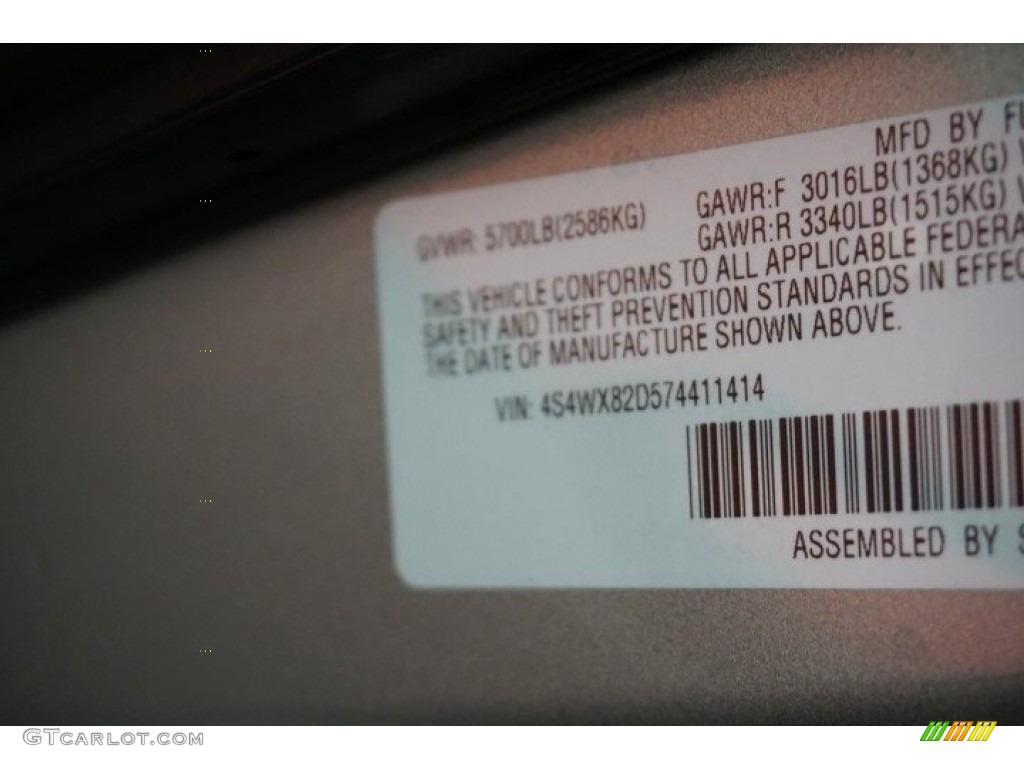 MFD BY FU
GVWR: 5700LB(2586KG) GAWR:F 3016LB(1368KG)
GAWR:R 3340LB(1515KG)
THIS VEHICLE CONFORMS TO ALL APPLICABLE FEDERA
SAFETY AND THEFT PREVENTION STANDARDS IN EFFEC
THE DATE OF MANUFACTURE SHOWN ABOVE.
VIN: 4S4WX82D574411414
ASSEMBLED BY S
GTcarlot.com